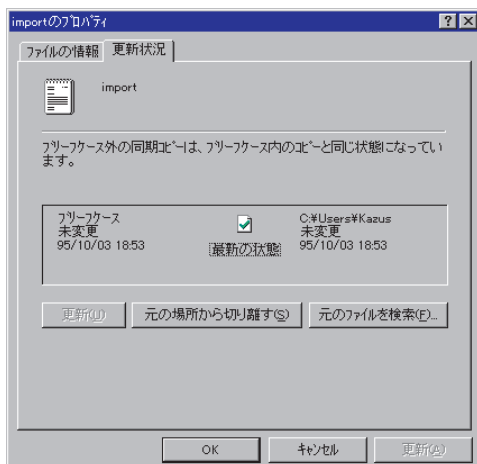 importのﾌﾟﾛﾊﾟﾃｨ
ﾌｧｲﾙの情報 更新状況
import
ﾌﾞﾘｰﾌｹｰｽ外の同期ｺﾋﾟｰは、ﾌﾞﾘｰﾌｹｰｽ内のｺﾋﾟｰと同じ状態になってい
ます。
ﾌﾞﾘｰﾌｹｰｽ
未変更
95/10/03 18:53
最新の状態
C:¥Users¥Kazus
未変更
95/10/03 18:53
更新(U) 元の場所から切り離す(S) 元のﾌｧｲﾙを検索(F)...
OK ｷｬﾝｾﾙ 更新(A)